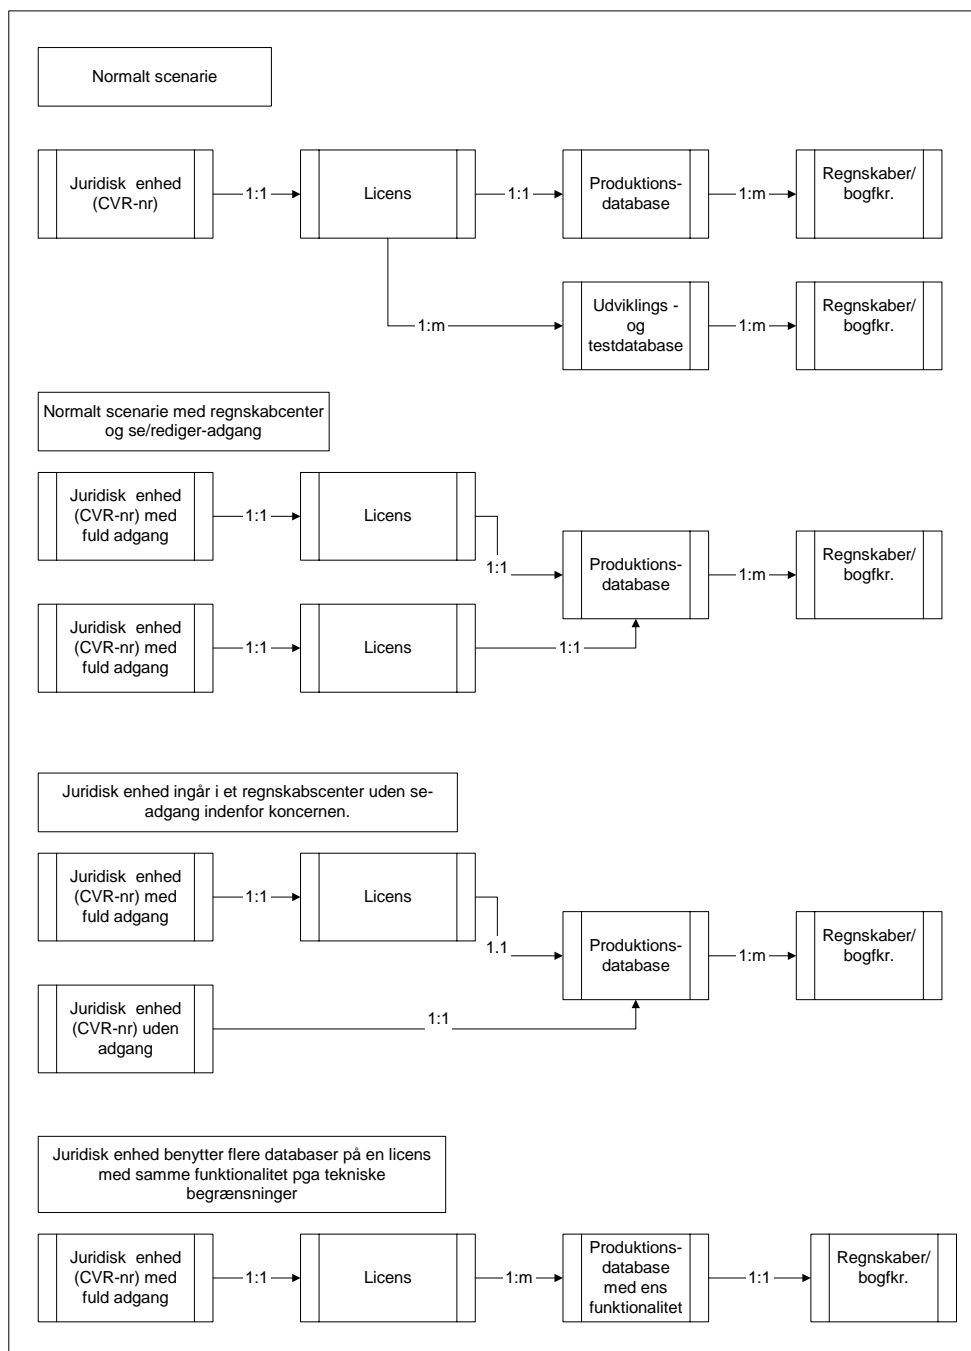 Normalt scenarie
Juridisk enhed
(CVR-nr)
1:1
Licens
1:1
Produktions-
database
1:m
Regnskaber/
bogfkr.
1:m
Udviklings -
og
testdatabase
1:m
Regnskaber/
bogfkr.
Normalt scenarie med regnskabcenter
og se/rediger-adgang
Juridisk enhed
(CVR-nr) med
fuld adgang
1:1
Licens
1:1
Produktions-
database
1:m
Regnskaber/
bogfkr.
Juridisk enhed
(CVR-nr) med
fuld adgang
1:1
Licens
1:1
Juridisk enhed ingår i et regnskabscenter uden se-
adgang indenfor koncernen.
Juridisk enhed
(CVR-nr) med
fuld adgang
1:1
Licens
1.1
Produktions-
database
1:m
Regnskaber/
bogfkr.
Juridisk enhed
(CVR-nr) uden
adgang
1:1
Juridisk enhed benytter flere databaser på en licens
med samme funktionalitet pga tekniske
begrænsninger
Juridisk enhed
(CVR-nr) med
fuld adgang
1:1
Licens
1:m
Produktions-
database
med ens
funktionalitet
1:1
Regnskaber/
bogfkr.